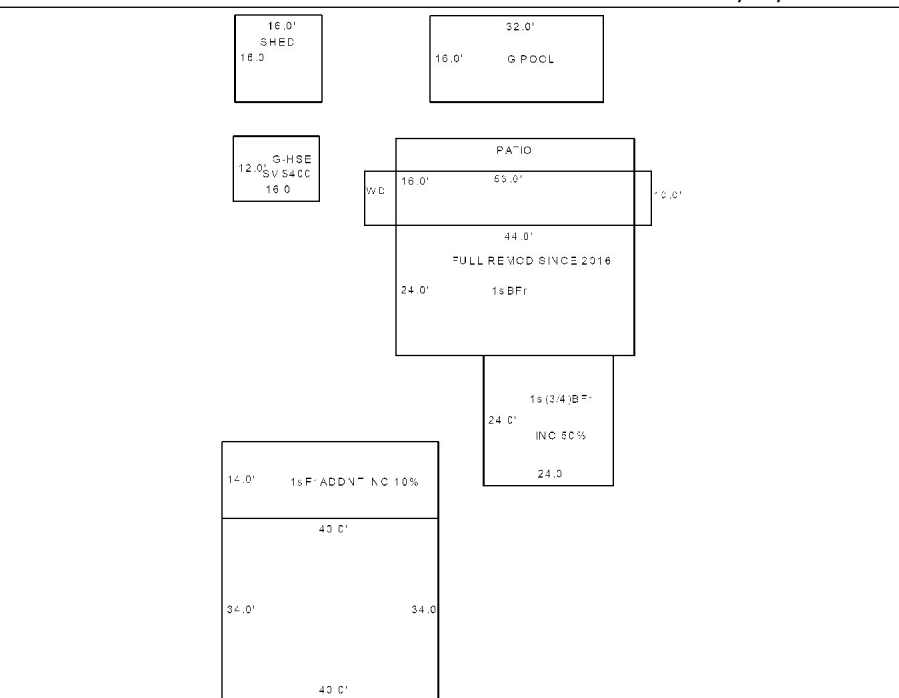 16.0'
SHED
16.0
32.0'
16.0' G POOL
12.0' G-HSE
SVS400
16.0
PATIO
WD
16.0'
53.0'
10.0'
44.0'
FULL REMOD SINCE 2016
24.0' 1sBFr
1s(3/4)BFr
24.0'
INC 50%
24.0
14.0' 1sFrADDNT INC 10%
40.0'
34.0' 34.0
40.0'